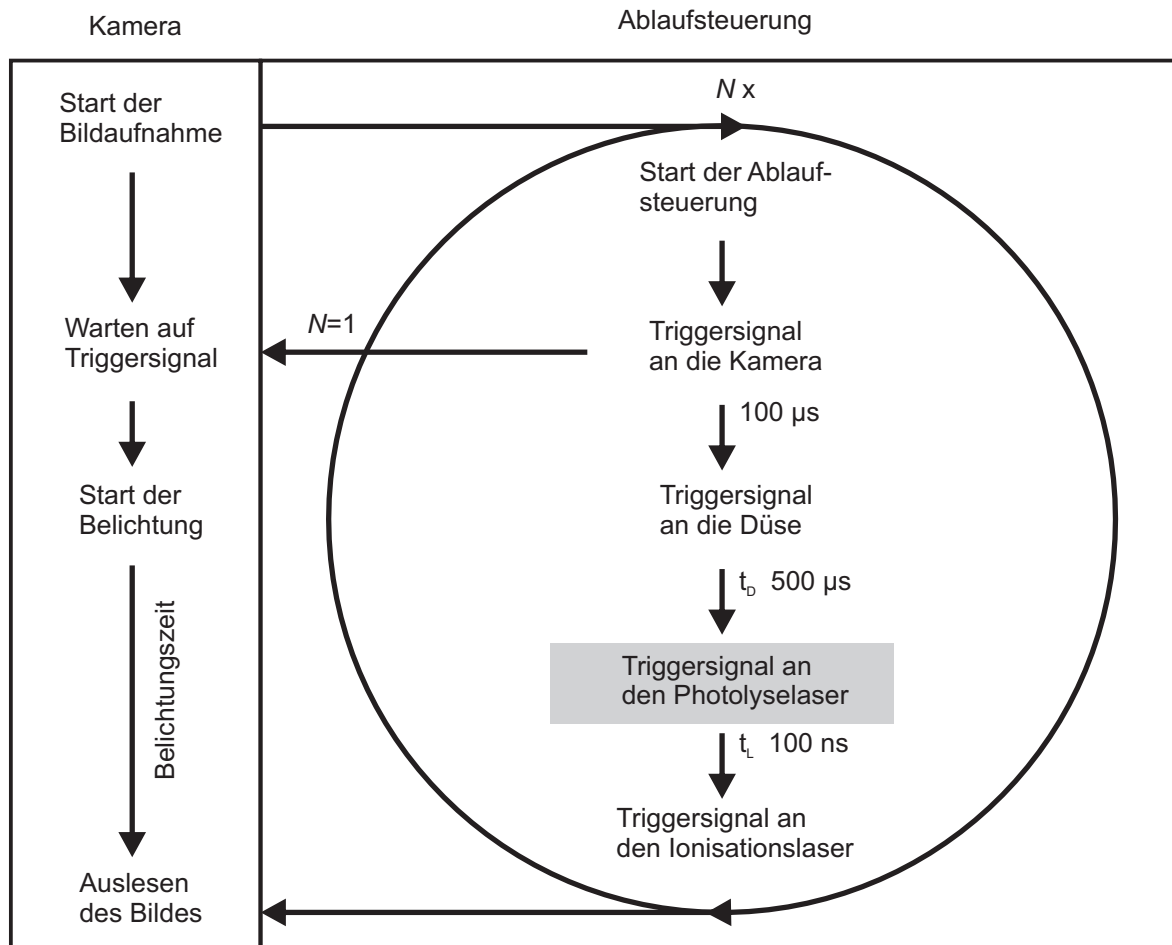 Kamera
Ablaufsteuerung
Start der
Bildaufnahme
Warten auf
Triggersignal
Start der
Belichtung
Belichtungszeit
Auslesen
des Bildes
N x
Start der Ablauf-
steuerung
N=1
Triggersignal
an die Kamera
100 µs
Triggersignal
an die Düse
t_D 500 µs
Triggersignal an
den Photolyselaser
t_L 100 ns
Triggersignal an
den Ionisationslaser